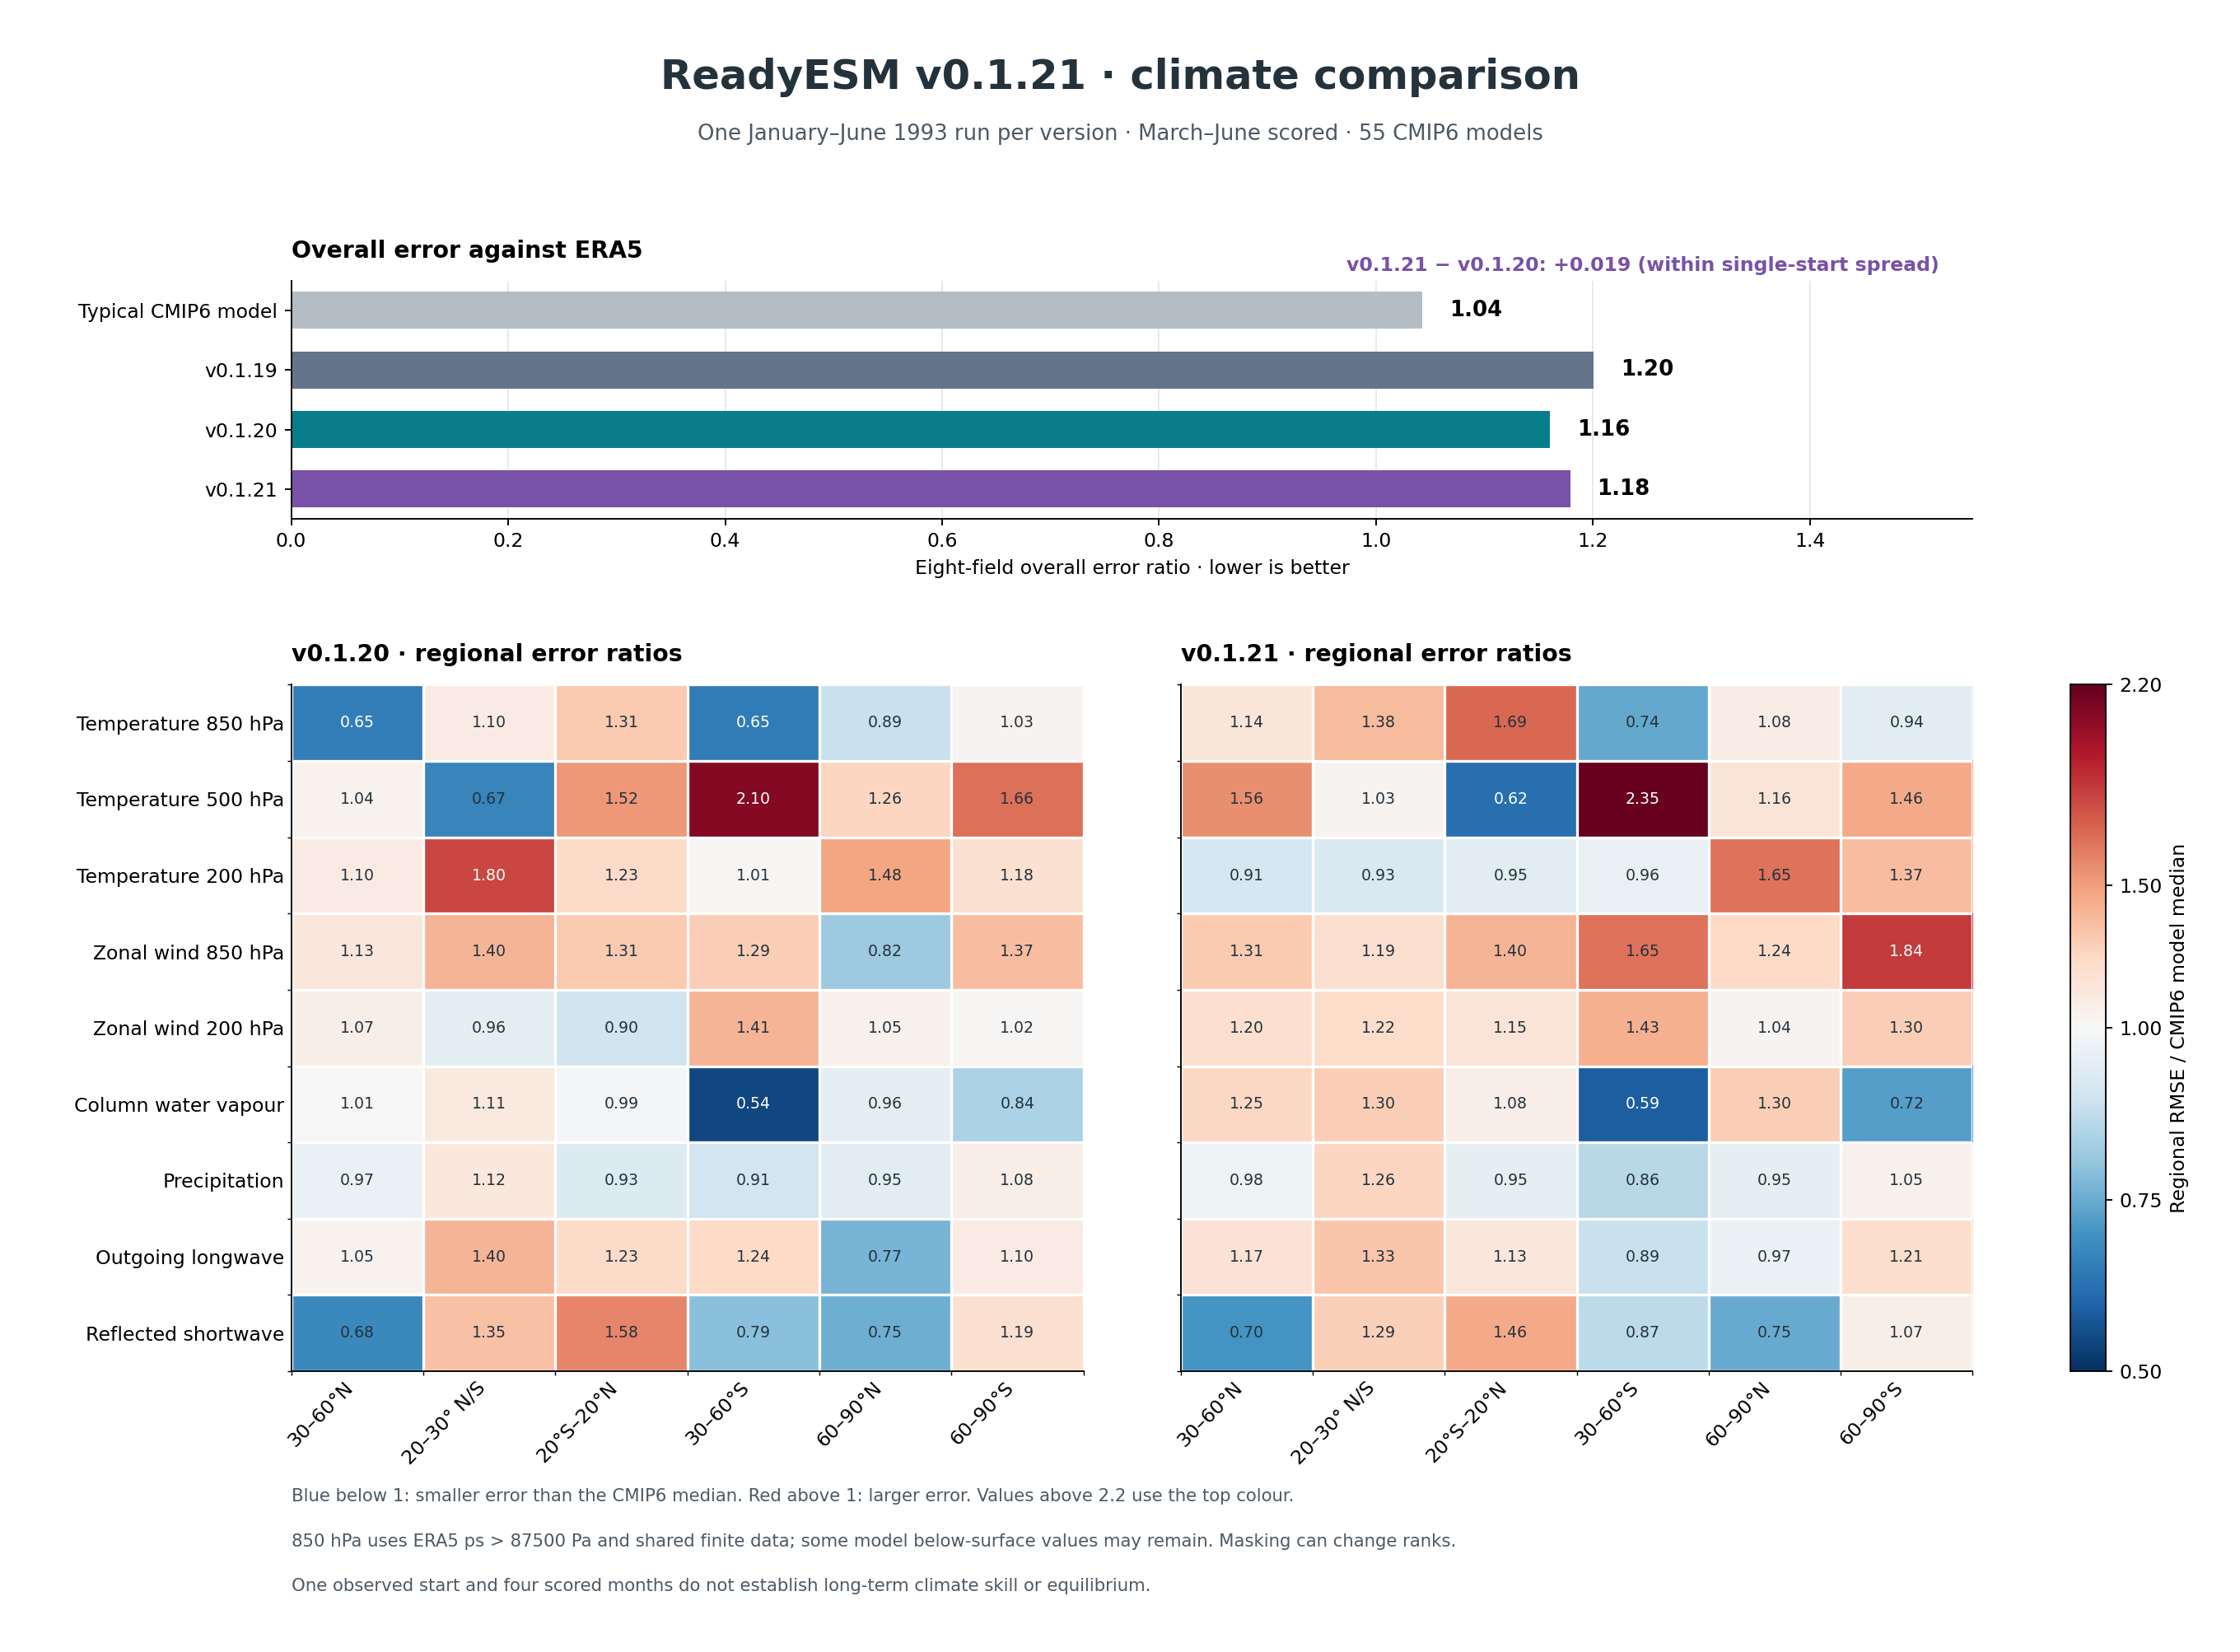 ReadyESM v0.1.21 · climate comparison
One January–June 1993 run per version · March–June scored · 55 CMIP6 models
Overall error against ERA5
v0.1.21 − v0.1.20: +0.019 (within single-start spread)
Typical CMIP6 model 1.04
v0.1.19 1.20
v0.1.20 1.16
v0.1.21 1.18
0.0 0.2 0.4 0.6 0.8 1.0 1.2 1.4
Eight-field overall error ratio · lower is better
v0.1.20 · regional error ratios
Temperature 850 hPa 0.65 1.10 1.31 0.65 0.89 1.03
Temperature 500 hPa 1.04 0.67 1.52 2.10 1.26 1.66
Temperature 200 hPa 1.10 1.80 1.23 1.01 1.48 1.18
Zonal wind 850 hPa 1.13 1.40 1.31 1.29 0.82 1.37
Zonal wind 200 hPa 1.07 0.96 0.90 1.41 1.05 1.02
Column water vapour 1.01 1.11 0.99 0.54 0.96 0.84
Precipitation 0.97 1.12 0.93 0.91 0.95 1.08
Outgoing longwave 1.05 1.40 1.23 1.24 0.77 1.10
Reflected shortwave 0.68 1.35 1.58 0.79 0.75 1.19
30–60°N 20–30° N/S 20°S–20°N 30–60°S 60–90°N 60–90°S
v0.1.21 · regional error ratios
1.14 1.38 1.69 0.74 1.08 0.94
1.56 1.03 0.62 2.35 1.16 1.46
0.91 0.93 0.95 0.96 1.65 1.37
1.31 1.19 1.40 1.65 1.24 1.84
1.20 1.22 1.15 1.43 1.04 1.30
1.25 1.30 1.08 0.59 1.30 0.72
0.98 1.26 0.95 0.86 0.95 1.05
1.17 1.33 1.13 0.89 0.97 1.21
0.70 1.29 1.46 0.87 0.75 1.07
30–60°N 20–30° N/S 20°S–20°N 30–60°S 60–90°N 60–90°S
2.20
1.50
1.00
0.75
0.50
Regional RMSE / CMIP6 model median
Blue below 1: smaller error than the CMIP6 median. Red above 1: larger error. Values above 2.2 use the top colour.
850 hPa uses ERA5 ps > 87500 Pa and shared finite data; some model below-surface values may remain. Masking can change ranks.
One observed start and four scored months do not establish long-term climate skill or equilibrium.